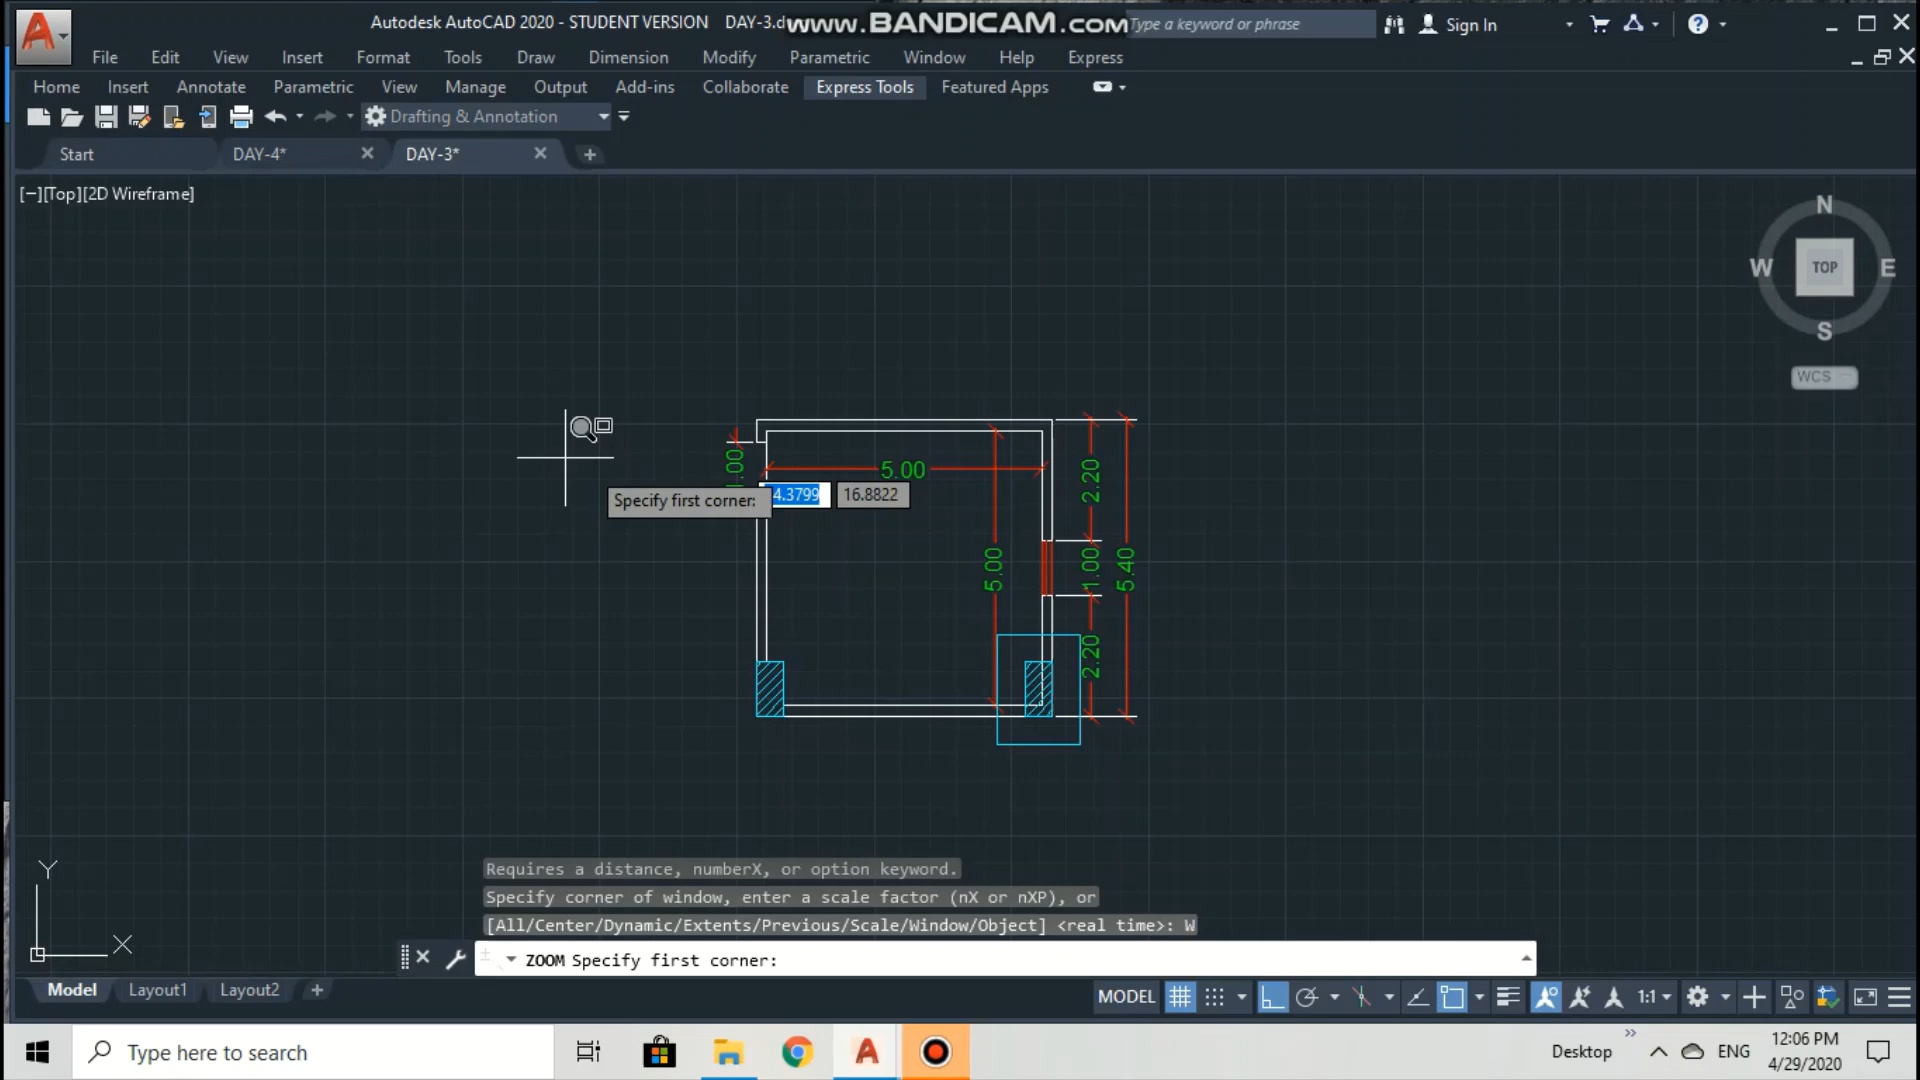 Autodesk AutoCAD 2020 - STUDENT VERSION DAY-3.d
www.BANDICAM.com
Type a keyword or phrase
Sign In
File Edit View Insert Format Tools Draw Dimension Modify Parametric Window Help Express
Home Insert Annotate Parametric View Manage Output Add-ins Collaborate Express Tools Featured Apps
Drafting & Annotation
Start DAY-4* DAY-3*
[−][Top][2D Wireframe]
N
W TOP E
S
WCS
5.00
2.20
Specify first corner: 4.3799 16.8822
5.00
1.00
5.40
2.20
Requires a distance, numberX, or option keyword.
Specify corner of window, enter a scale factor (nX or nXP), or
[All/Center/Dynamic/Extents/Previous/Scale/Window/Object] <real time>: W
ZOOM Specify first corner:
Y
X
Model Layout1 Layout2
MODEL 1:1
Type here to search
Desktop ENG 12:06 PM
4/29/2020